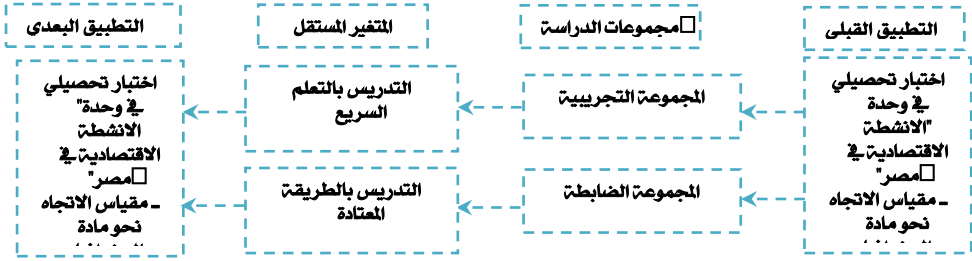 التطبيق القبلى
مجموعات الدراسة
المتغير المستقل
التطبيق البعدى
اختبار تحصيلي
في وحدة
"الانشطة
الاقتصادية في
مصر"
ـ مقياس الاتجاه
نحو مادة
المجموعة التجريبية
المجموعة الضابطة
التدريس بالتعلم
السريع
التدريس بالطريقة
المعتادة
اختبار تحصيلي
في وحدة"
الانشطة
الاقتصادية في
مصر"
ـ مقياس الاتجاه
نحو مادة